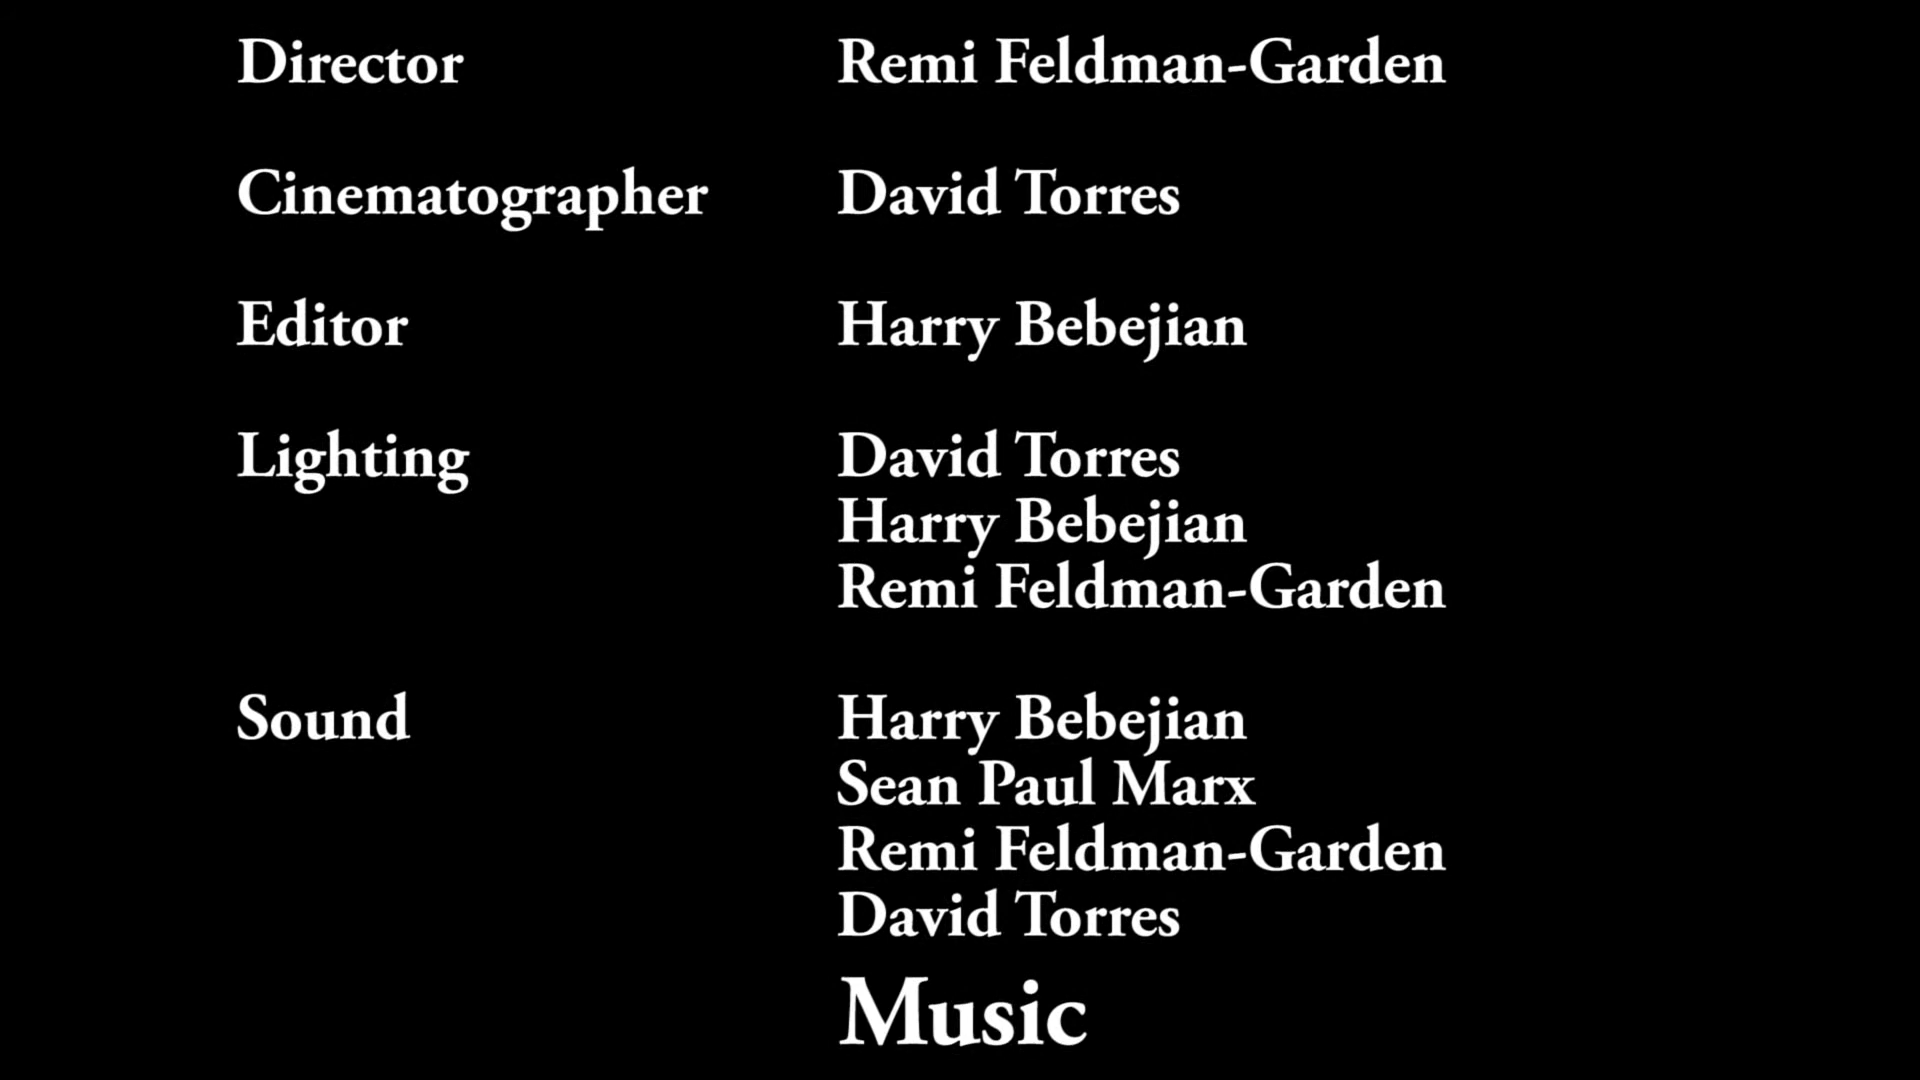 Director Remi Feldman-Garden
Cinematographer David Torres
Editor Harry Bebejian
Lighting David Torres
Harry Bebejian
Remi Feldman-Garden
Sound Harry Bebejian
Sean Paul Marx
Remi Feldman-Garden
David Torres
Music